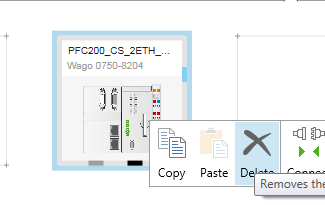 PFC200_CS_2ETH_...
Wago 0750-8204
Copy
Paste
Delete
Removes the